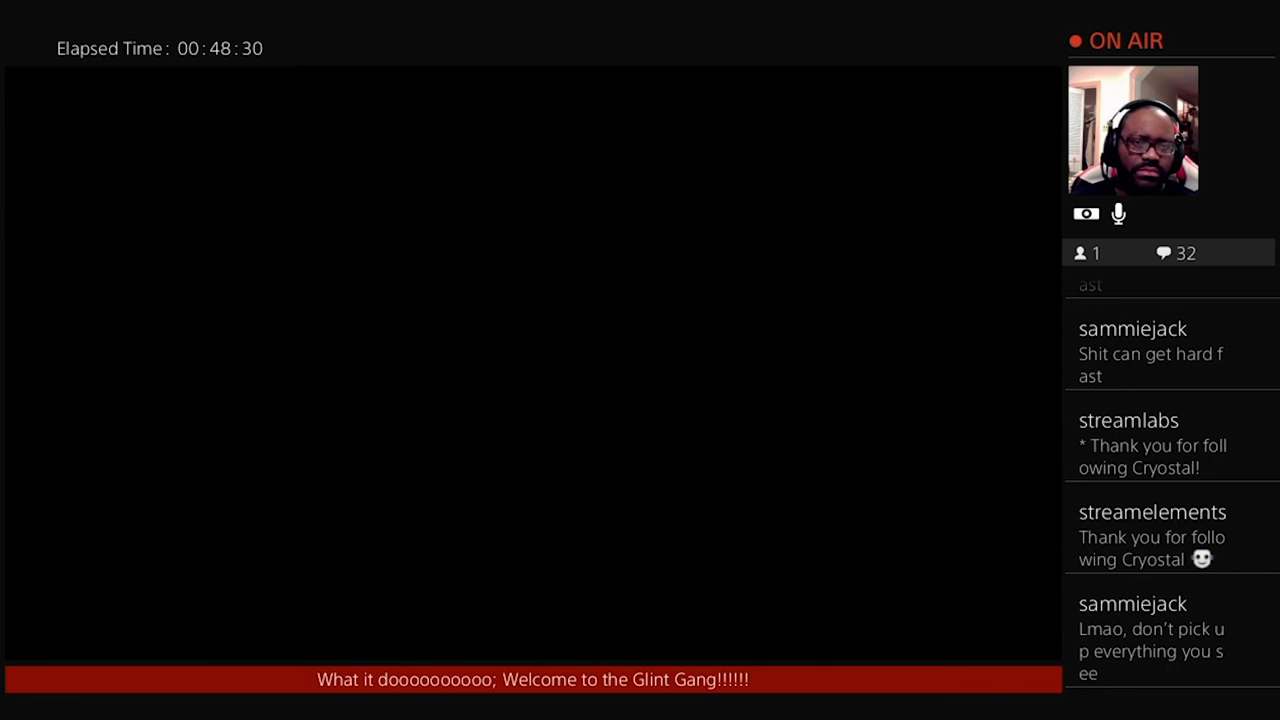 Elapsed Time: 00:48:30
ON AIR
1 32
ast
sammiejack
Shit can get hard f
ast
streamlabs
* Thank you for foll
owing Cryostal!
streamelements
Thank you for follo
wing Cryostal
sammiejack
Lmao, don't pick u
p everything you s
ee
What it doooooooooo; Welcome to the Glint Gang!!!!!!